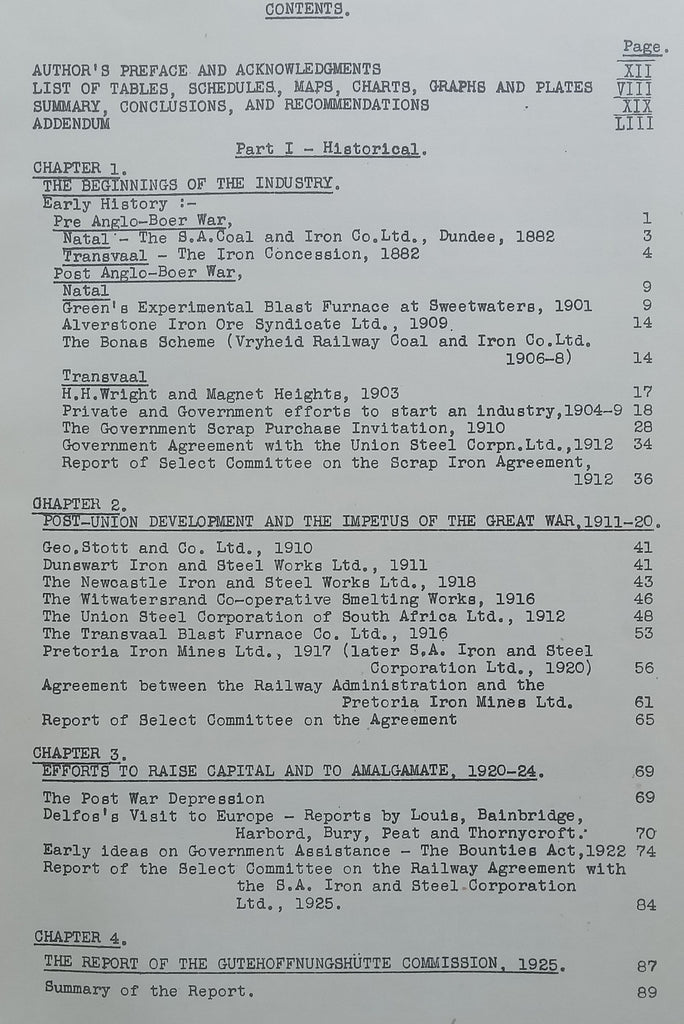 CONTENTS.
Page.
AUTHOR'S PREFACE AND ACKNOWLEDGMENTS XII
LIST OF TABLES, SCHEDULES, MAPS, CHARTS, GRAPHS AND PLATES VIII
SUMMARY, CONCLUSIONS, AND RECOMMENDATIONS XIX
ADDENDUM LIII
Part I - Historical.
CHAPTER 1.
THE BEGINNINGS OF THE INDUSTRY.
Early History :-
Pre Anglo-Boer War, 1
Natal - The S.A.Coal and Iron Co.Ltd., Dundee, 1882 3
Transvaal - The Iron Concession, 1882 4
Post Anglo-Boer War,
Natal 9
Green's Experimental Blast Furnace at Sweetwaters, 1901 9
Alverstone Iron Ore Syndicate Ltd., 1909. 14
The Bonas Scheme (Vryheid Railway Coal and Iron Co.Ltd.
1906-8) 14
Transvaal
H.H.Wright and Magnet Heights, 1903 17
Private and Government efforts to start an industry,1904-9 18
The Government Scrap Purchase Invitation, 1910 28
Government Agreement with the Union Steel Corpn.Ltd.,1912 34
Report of Select Committee on the Scrap Iron Agreement,
1912 36
CHAPTER 2.
POST-UNION DEVELOPMENT AND THE IMPETUS OF THE GREAT WAR,1911-20.
Geo.Stott and Co. Ltd., 1910 41
Dunswart Iron and Steel Works Ltd., 1911 41
The Newcastle Iron and Steel Works Ltd., 1918 43
The Witwatersrand Co-operative Smelting Works, 1916 46
The Union Steel Corporation of South Africa Ltd., 1912 48
The Transvaal Blast Furnace Co. Ltd., 1916 53
Pretoria Iron Mines Ltd., 1917 (later S.A. Iron and Steel
Corporation Ltd., 1920) 56
Agreement between the Railway Administration and the
Pretoria Iron Mines Ltd. 61
Report of Select Committee on the Agreement 65
CHAPTER 3.
EFFORTS TO RAISE CAPITAL AND TO AMALGAMATE, 1920-24. 69
The Post War Depression 69
Delfos's Visit to Europe - Reports by Louis, Bainbridge,
Harbord, Bury, Peat and Thornycroft. 70
Early ideas on Government Assistance - The Bounties Act,1922 74
Report of the Select Committee on the Railway Agreement with
the S.A. Iron and Steel Corporation
Ltd., 1925. 84
CHAPTER 4.
THE REPORT OF THE GUTEHOFFNUNGSHÜTTE COMMISSION, 1925. 87
Summary of the Report. 89